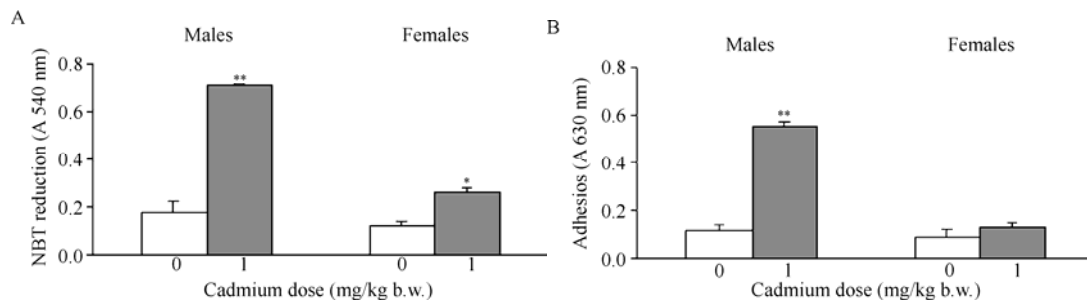 A
Males Females
NBT reduction (A 540 nm)
0.8
0.6
0.4
0.2
0.0
**
*
0 1 0 1
Cadmium dose (mg/kg b.w.)
B
Males Females
Adhesios (A 630 nm)
0.8
0.6
0.4
0.2
0.0
**
0 1 0 1
Cadmium dose (mg/kg b.w.)